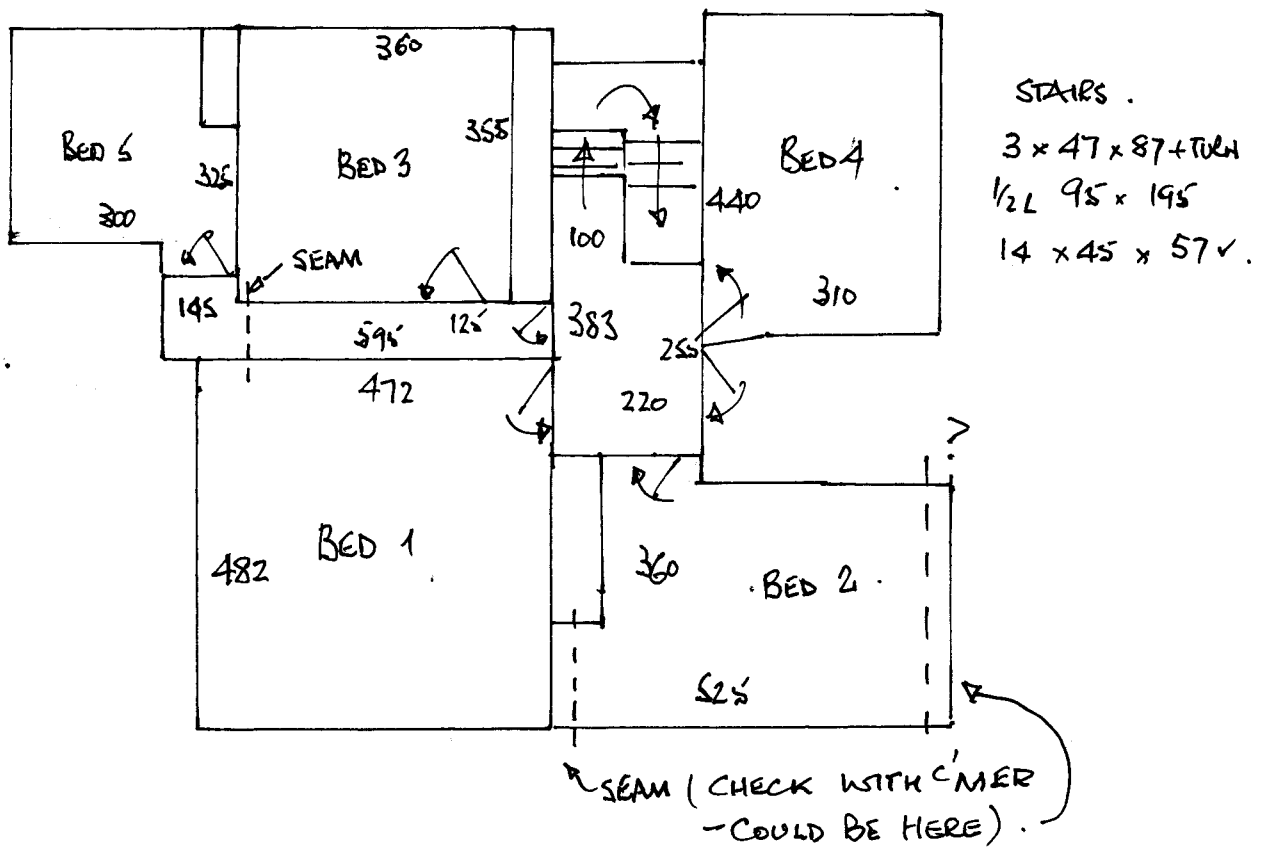 360
STAIRS.
BED 5
BED 3
355
BED 4
3 x 47 x 87 + TURN
325
1/2 L 95 x 195
300
440
100
14 x 45 x 57 ✓.
SEAM
145
310
595
125
383
255
472
220
?
BED 1
482
360
BED 2
525
SEAM (CHECK WITH C'MER
- COULD BE HERE).